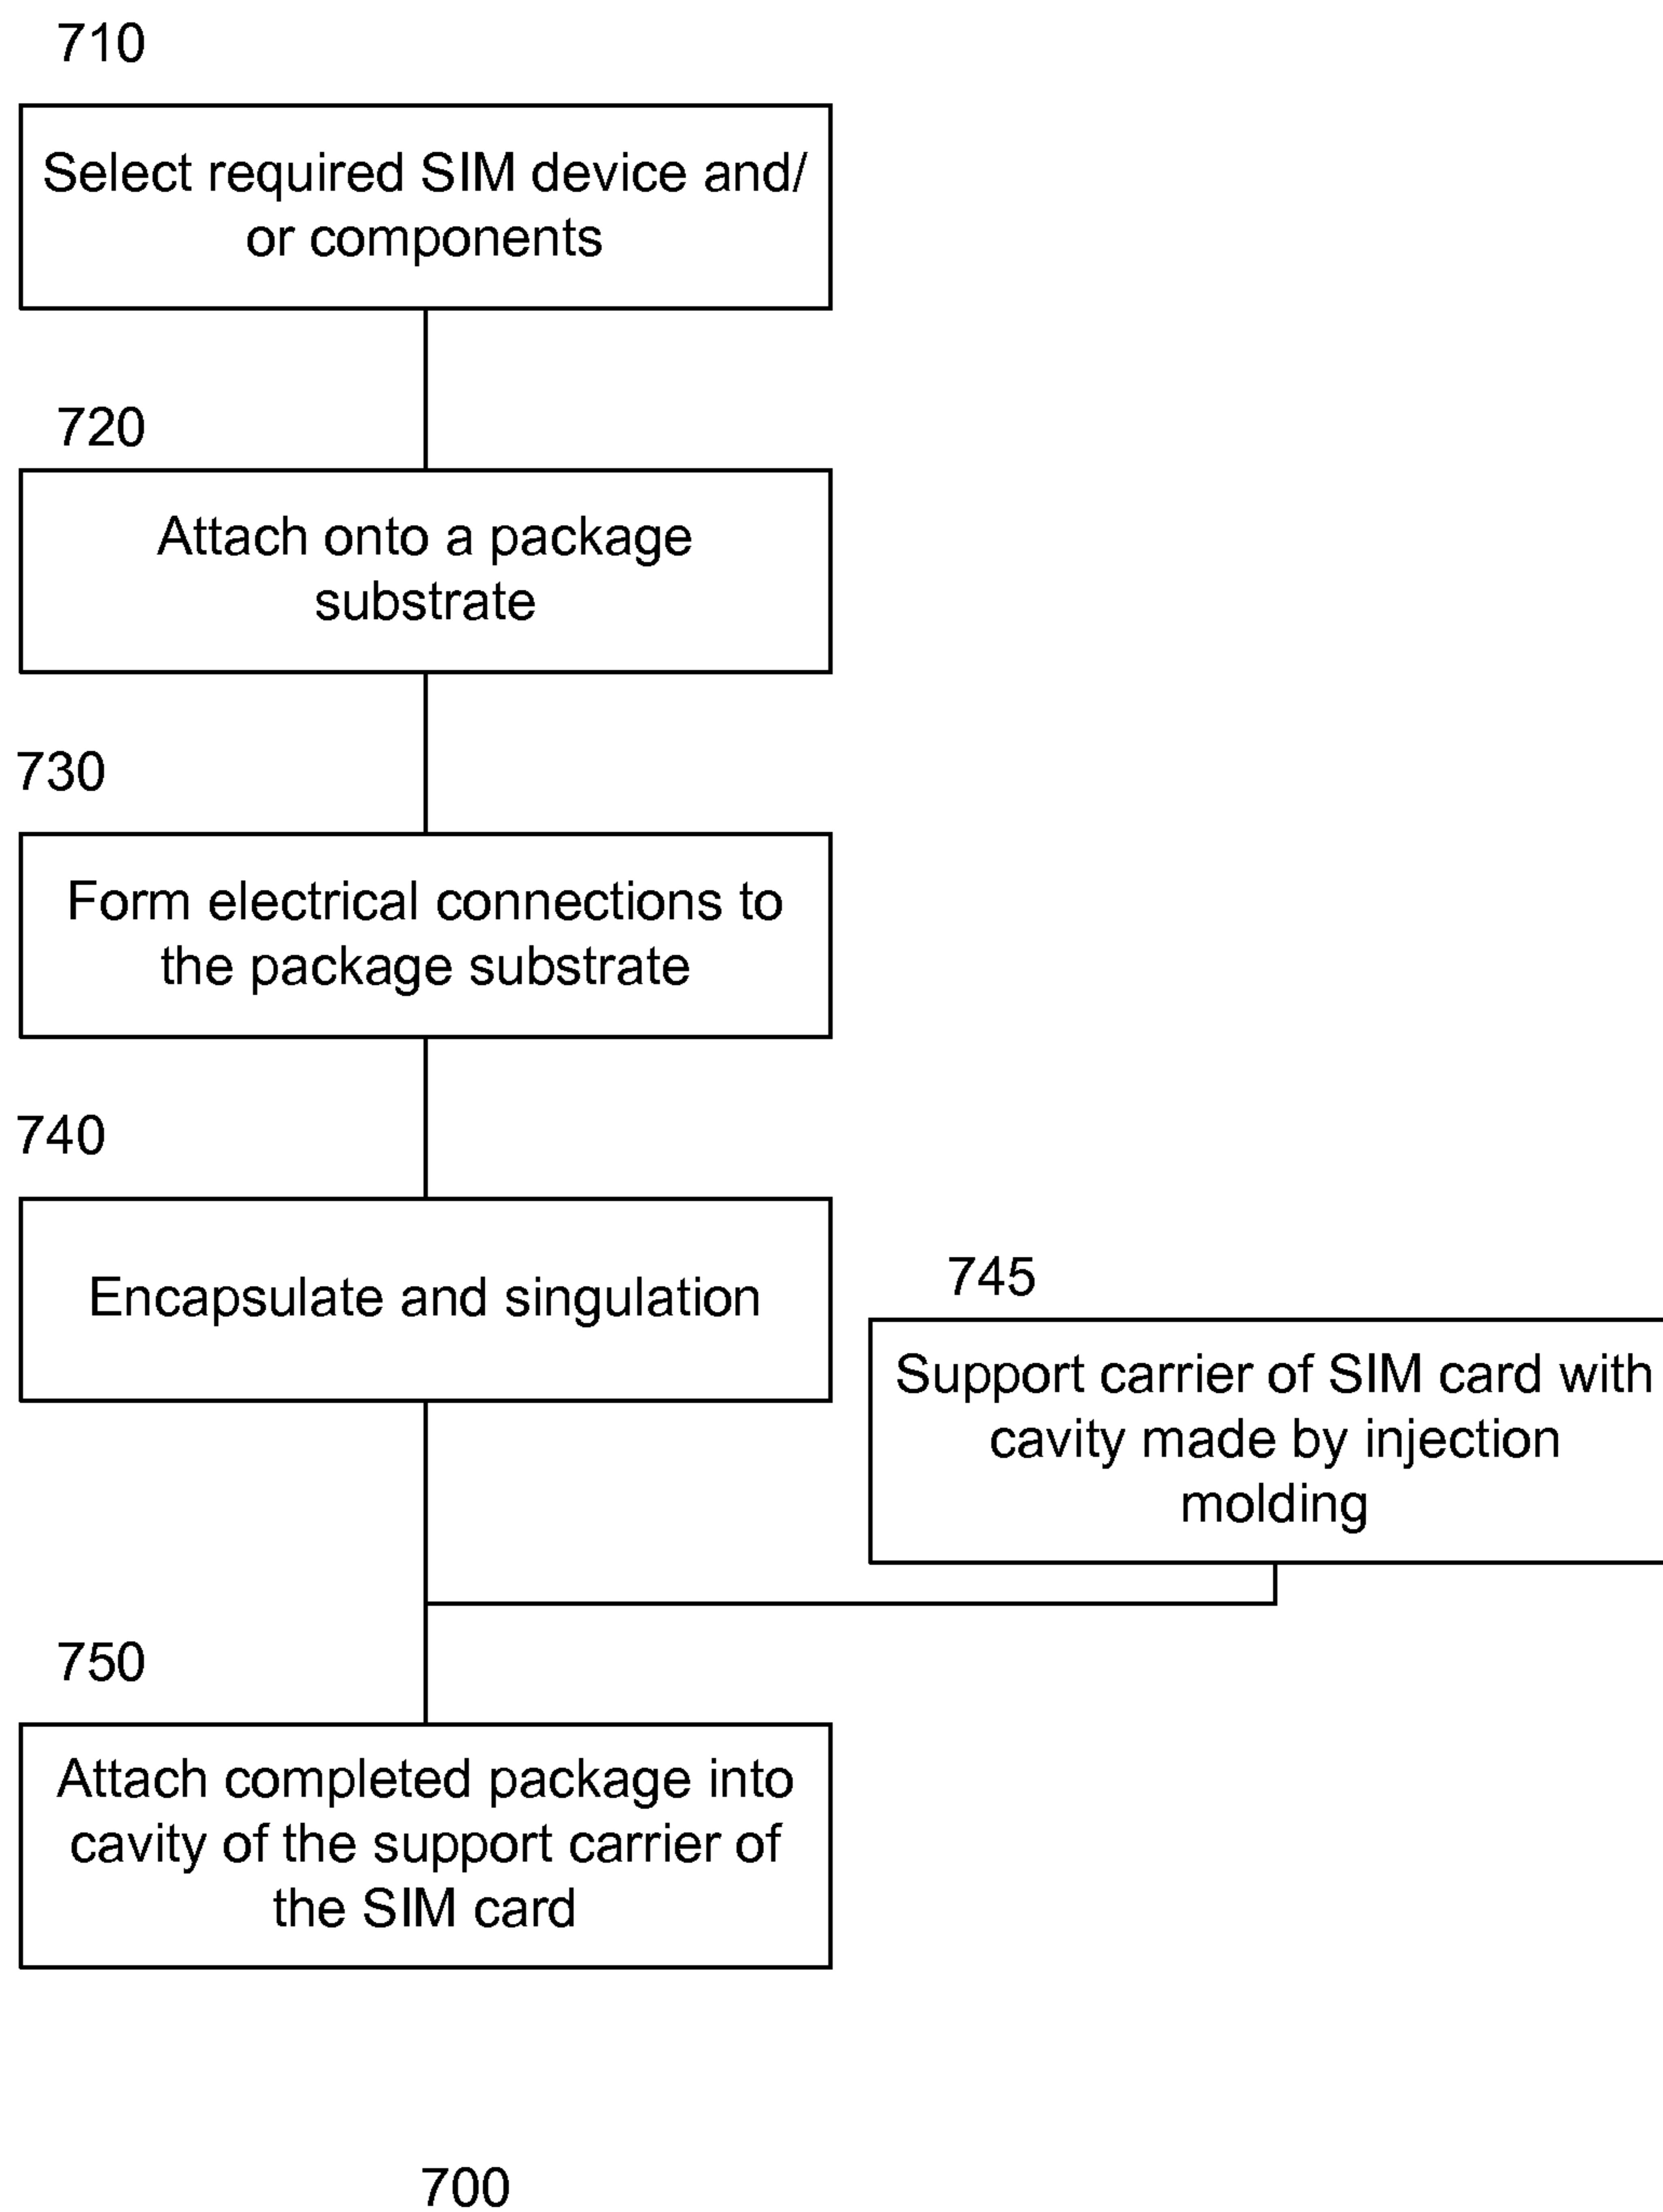 710
Select required SIM device and/
or components
720
Attach onto a package
substrate
730
Form electrical connections to
the package substrate
740
Encapsulate and singulation
745
Support carrier of SIM card with
cavity made by injection
molding
750
Attach completed package into
cavity of the support carrier of
the SIM card
700